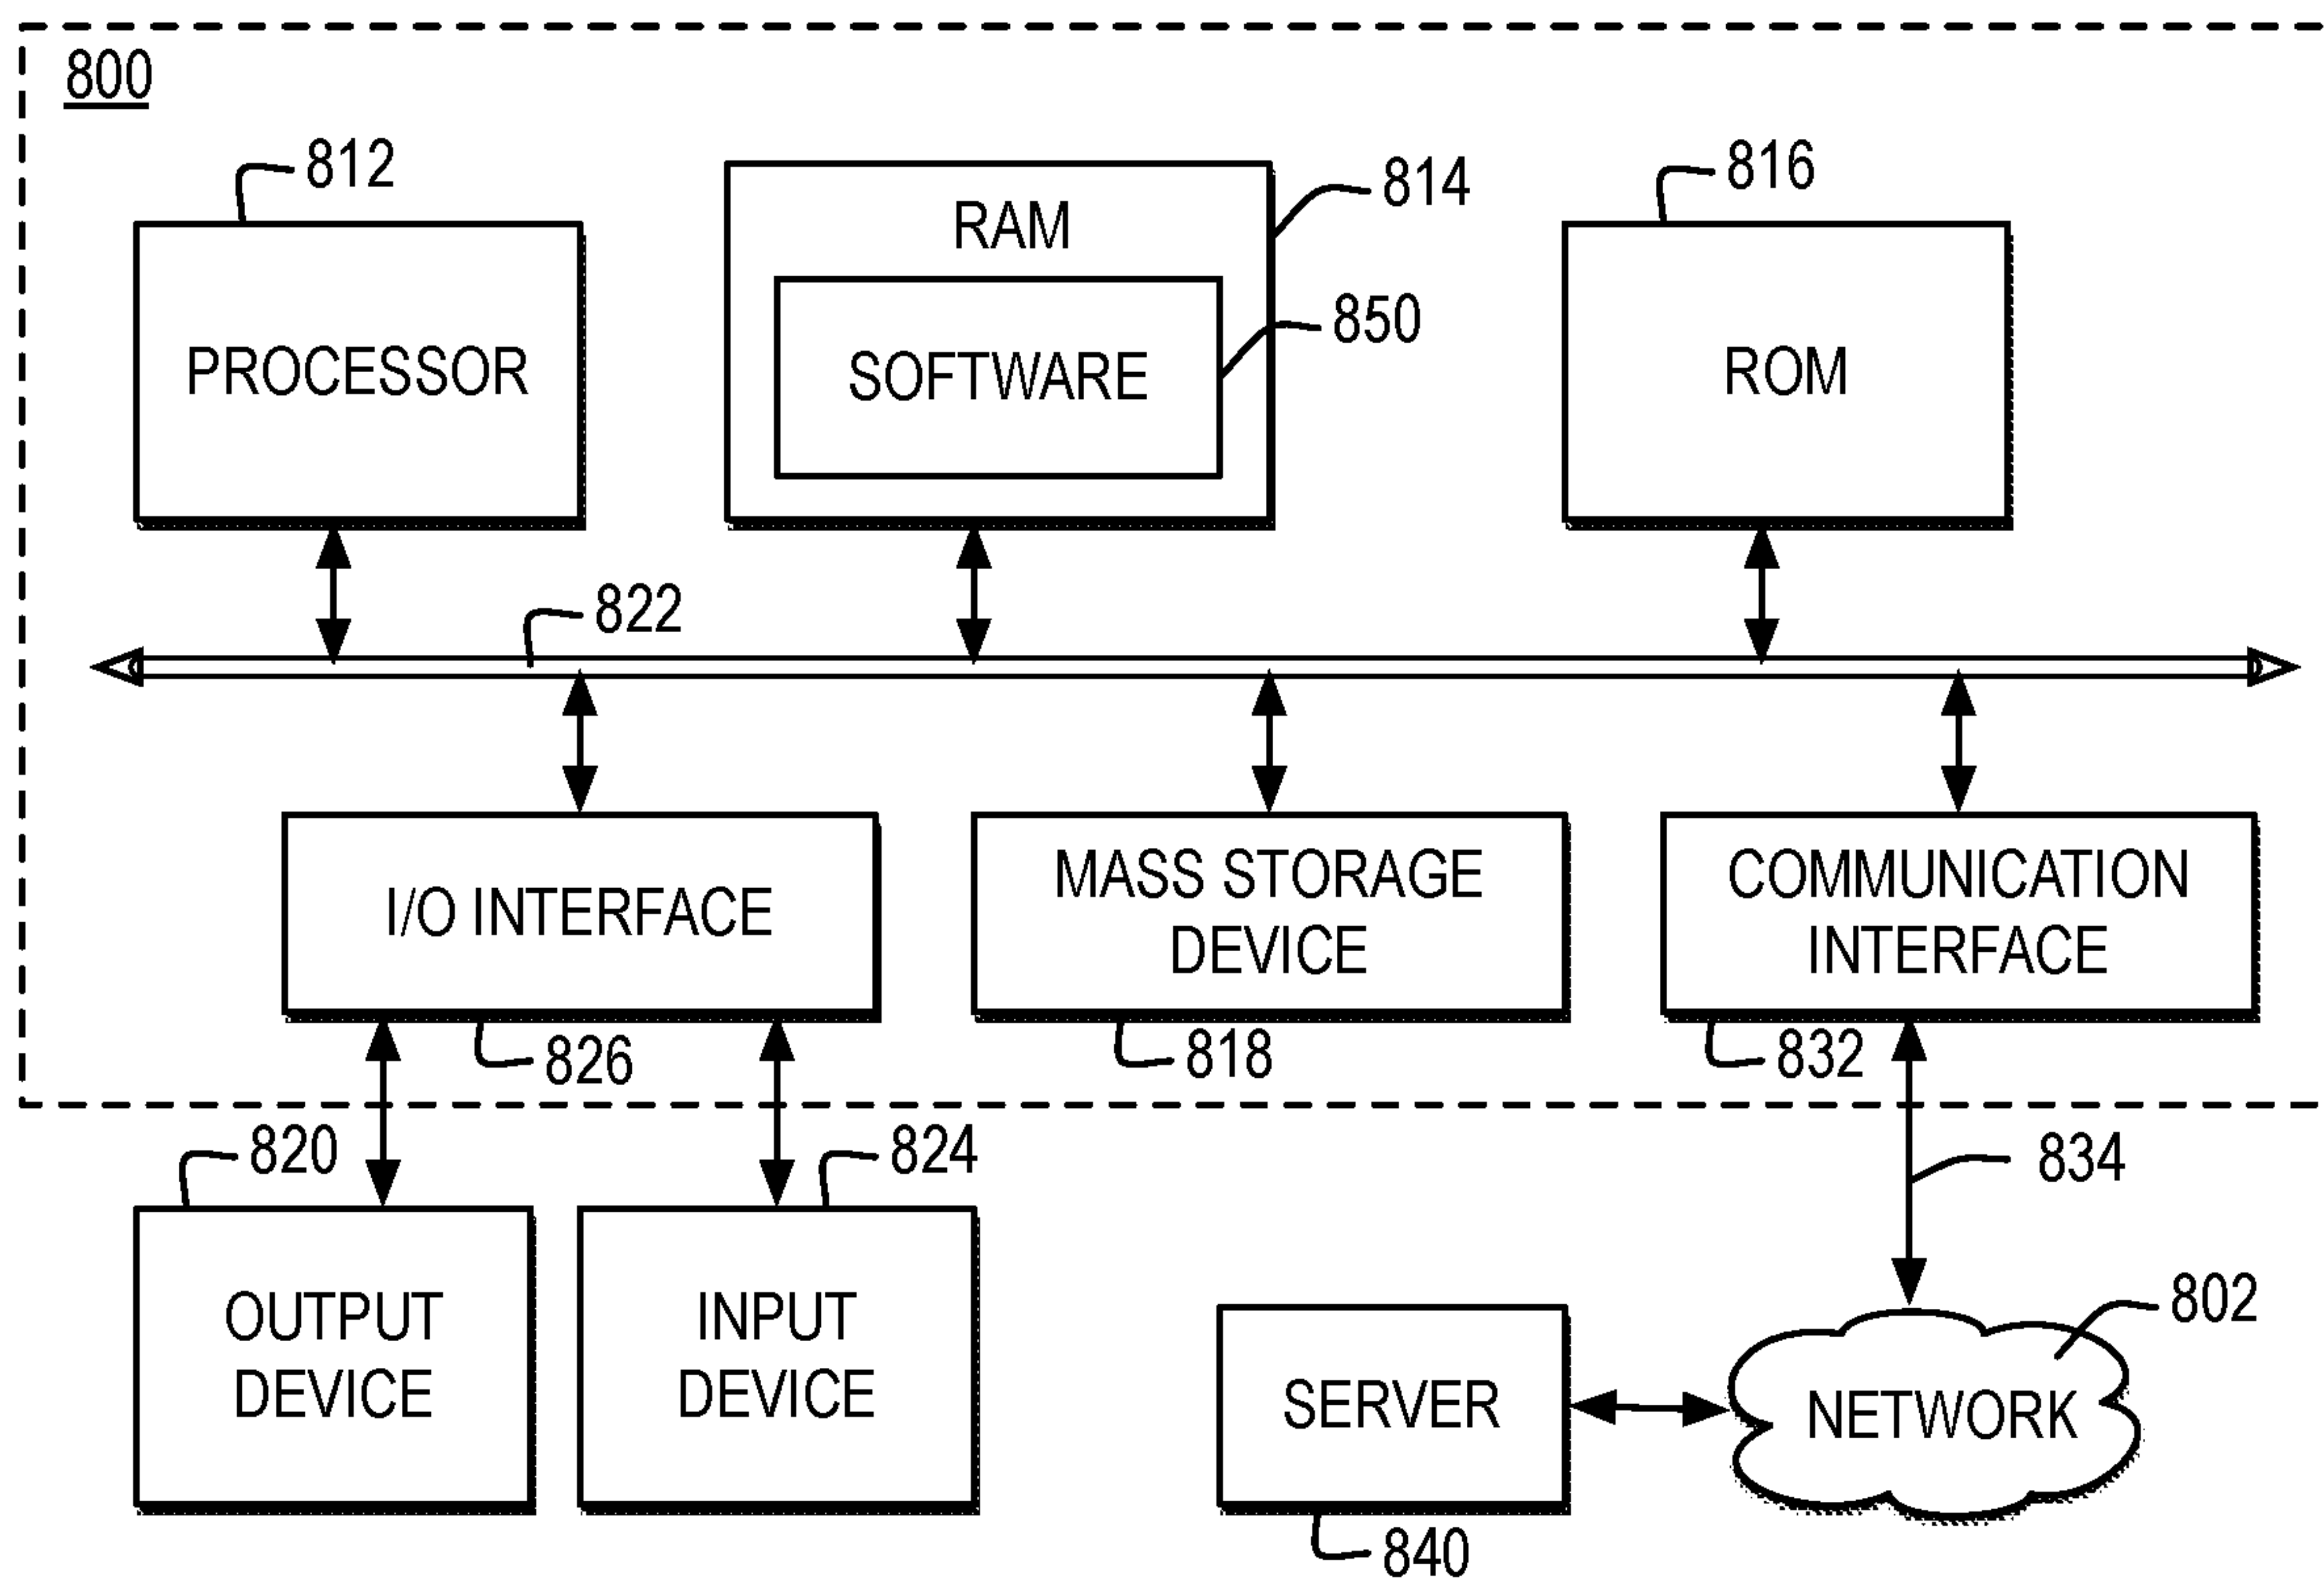 800
812
814
816
RAM
850
PROCESSOR
SOFTWARE
ROM
822
I/O INTERFACE
MASS STORAGE
DEVICE
COMMUNICATION
INTERFACE
826
818
832
820
824
834
OUTPUT
DEVICE
INPUT
DEVICE
802
SERVER
NETWORK
840